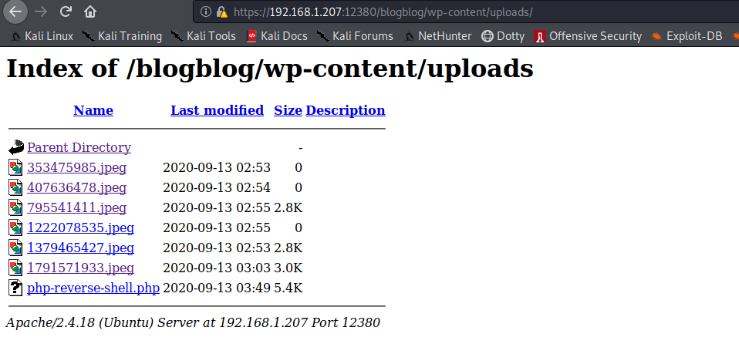 https://192.168.1.207:12380/blogblog/wp-content/uploads/
Kali Linux Kali Training Kali Tools Kali Docs Kali Forums NetHunter Dotty Offensive Security Exploit-DB
Index of /blogblog/wp-content/uploads
Name Last modified Size Description
Parent Directory -
353475985.jpeg 2020-09-13 02:53 0
407636478.jpeg 2020-09-13 02:54 0
795541411.jpeg 2020-09-13 02:55 2.8K
1222078535.jpeg 2020-09-13 02:55 0
1379465427.jpeg 2020-09-13 02:53 2.8K
1791571933.jpeg 2020-09-13 03:03 3.0K
php-reverse-shell.php 2020-09-13 03:49 5.4K
Apache/2.4.18 (Ubuntu) Server at 192.168.1.207 Port 12380